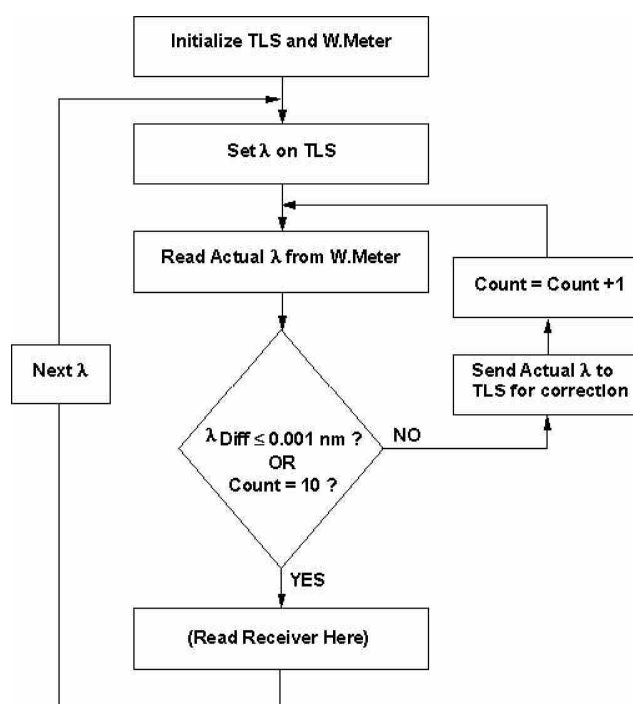 Initialize TLS and W.Meter
Set λ on TLS
Read Actual λ from W.Meter
Count = Count +1
Next λ
Send Actual λ to
TLS for correction
λ Diff ≤ 0.001 nm ?
OR
Count = 10 ?
NO
YES
(Read Receiver Here)